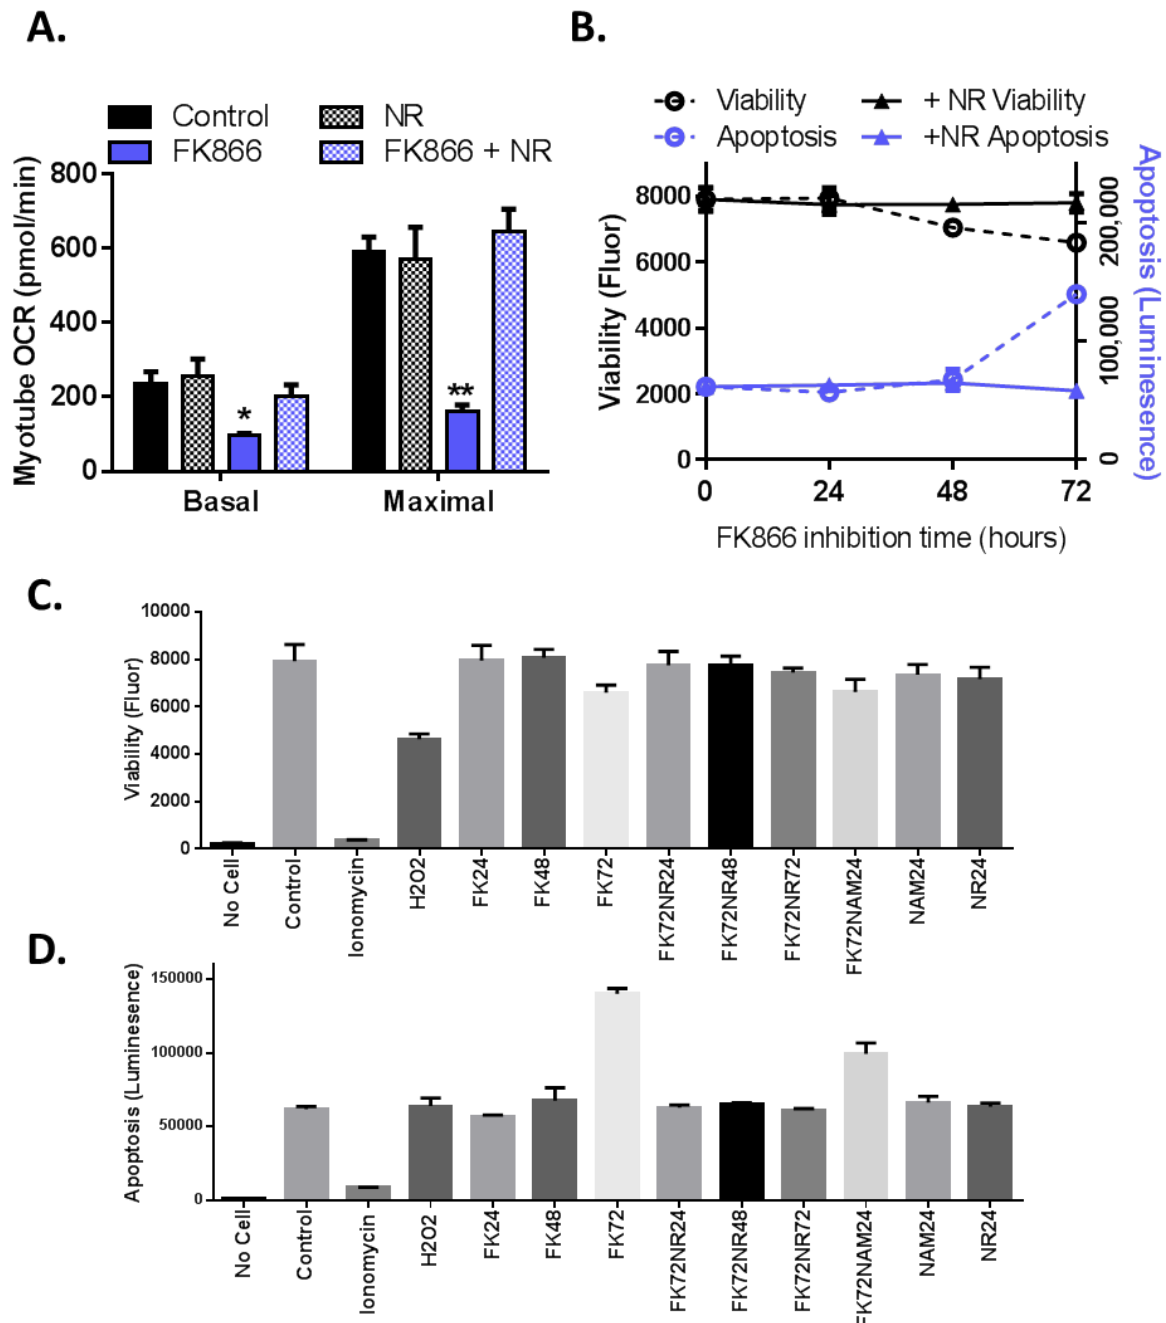 A.
Control
NR
FK866
FK866 + NR
Myotube OCR (pmol/min)
800
600
400
200
0
Basal
Maximal
*
**
B.
Viability
+ NR Viability
Apoptosis
+NR Apoptosis
Viability (Fluor)
8000
6000
4000
2000
0
Apoptosis (Luminesence)
200,000
100,000
0
0
24
48
72
FK866 inhibition time (hours)
C.
Viability (Fluor)
10000
8000
6000
4000
2000
0
No Cell
Control
Ionomycin
H2O2
FK24
FK48
FK72
FK72NR24
FK72NR48
FK72NR72
FK72NAM24
NAM24
NR24
D.
Apoptosis (Luminesence)
150000
100000
50000
0
No Cell
Control
Ionomycin
H2O2
FK24
FK48
FK72
FK72NR24
FK72NR48
FK72NR72
FK72NAM24
NAM24
NR24